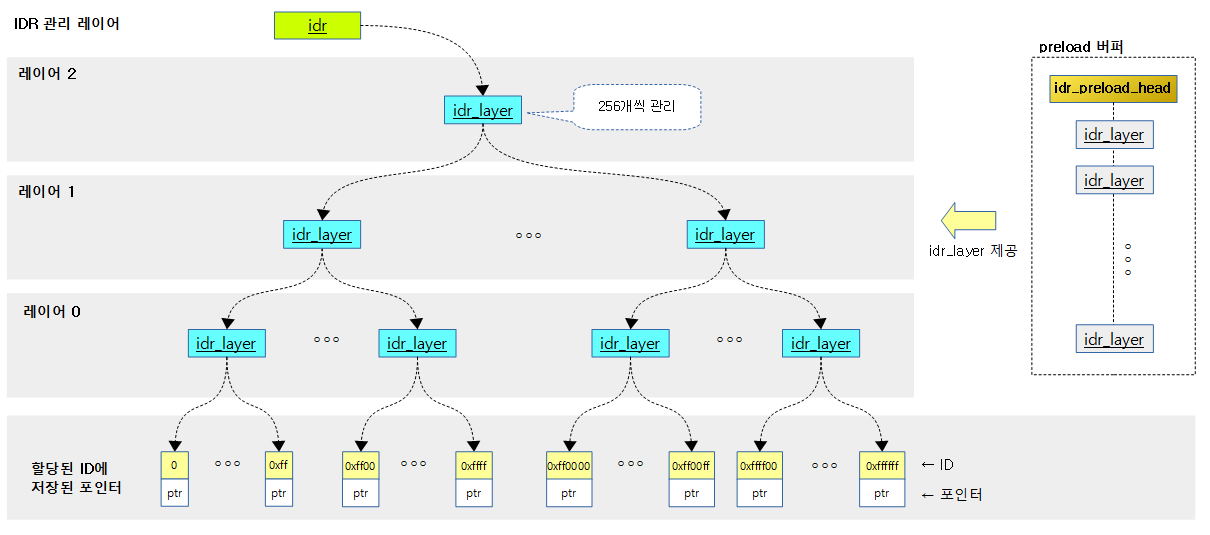 IDR 관리 레이어
idr
preload 버퍼
레이어 2
idr_preload_head
256개씩 관리
idr_layer
idr_layer
idr_layer
레이어 1
idr_layer
idr_layer
idr_layer 제공
레이어 0
idr_layer
idr_layer
idr_layer
idr_layer
idr_layer
할당된 ID에
저장된 포인터
0
0xff
0xff00
0xffff
0xff0000
0xff00ff
0xffff00
0xffffff
← ID
ptr
ptr
ptr
ptr
ptr
ptr
ptr
ptr
← 포인터